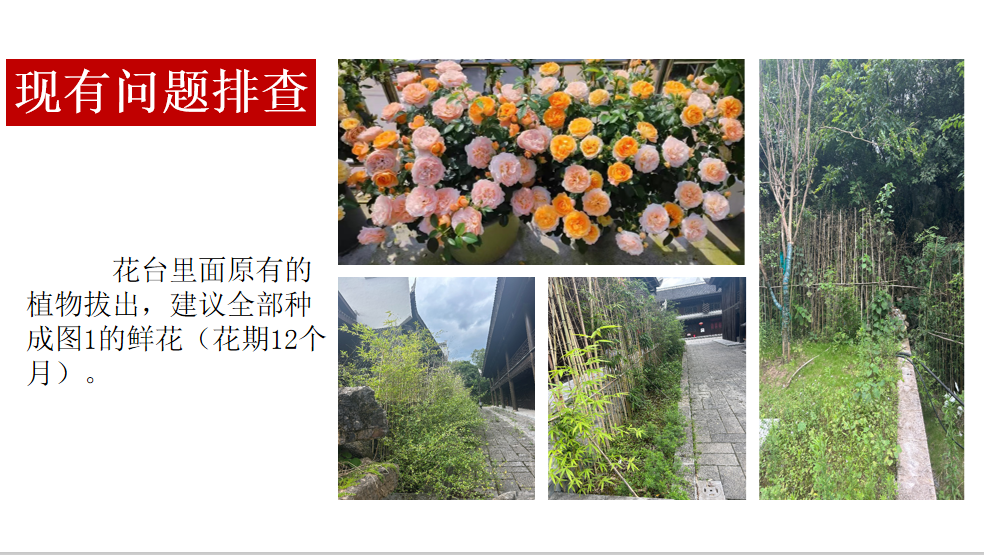 现有问题排查
花台里面原有的
植物拔出，建议全部种
成图1的鲜花（花期12个
月）。